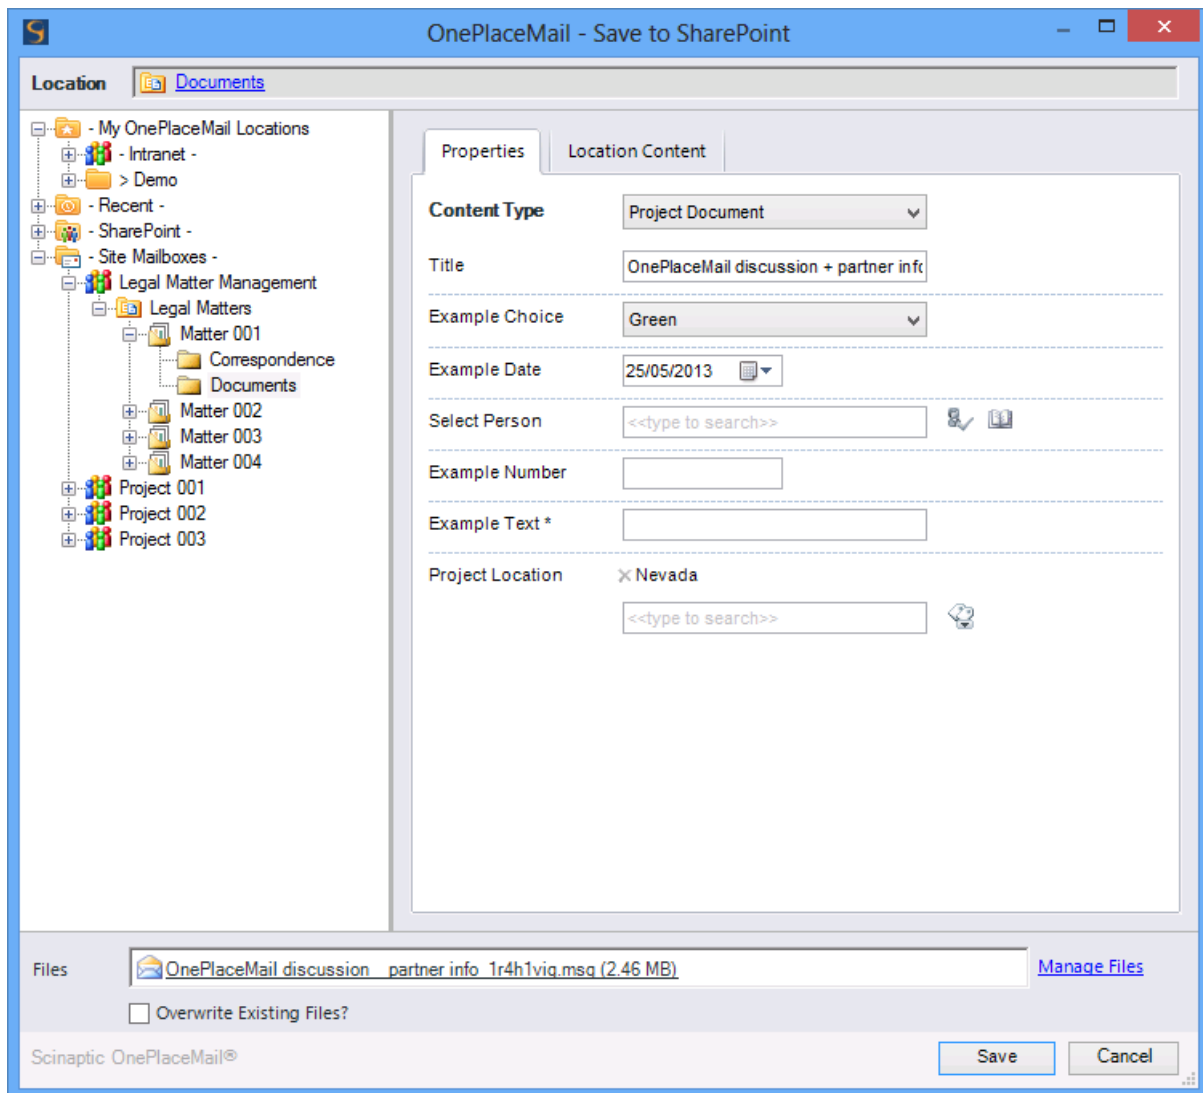 OnePlaceMail - Save to SharePoint
Location Documents
- My OnePlaceMail Locations
- Intranet -
> Demo
- Recent -
- SharePoint -
- Site Mailboxes -
Legal Matter Management
Legal Matters
Matter 001
Correspondence
Documents
Matter 002
Matter 003
Matter 004
Project 001
Project 002
Project 003
Properties Location Content
Content Type Project Document
Title OnePlaceMail discussion + partner info
Example Choice Green
Example Date 25/05/2013
Select Person <<type to search>>
Example Number
Example Text *
Project Location Nevada
<<type to search>>
Files OnePlaceMail discussion__partner info_1r4h1viq.msg (2.46 MB) Manage Files
Overwrite Existing Files?
Scinaptic OnePlaceMail® Save Cancel